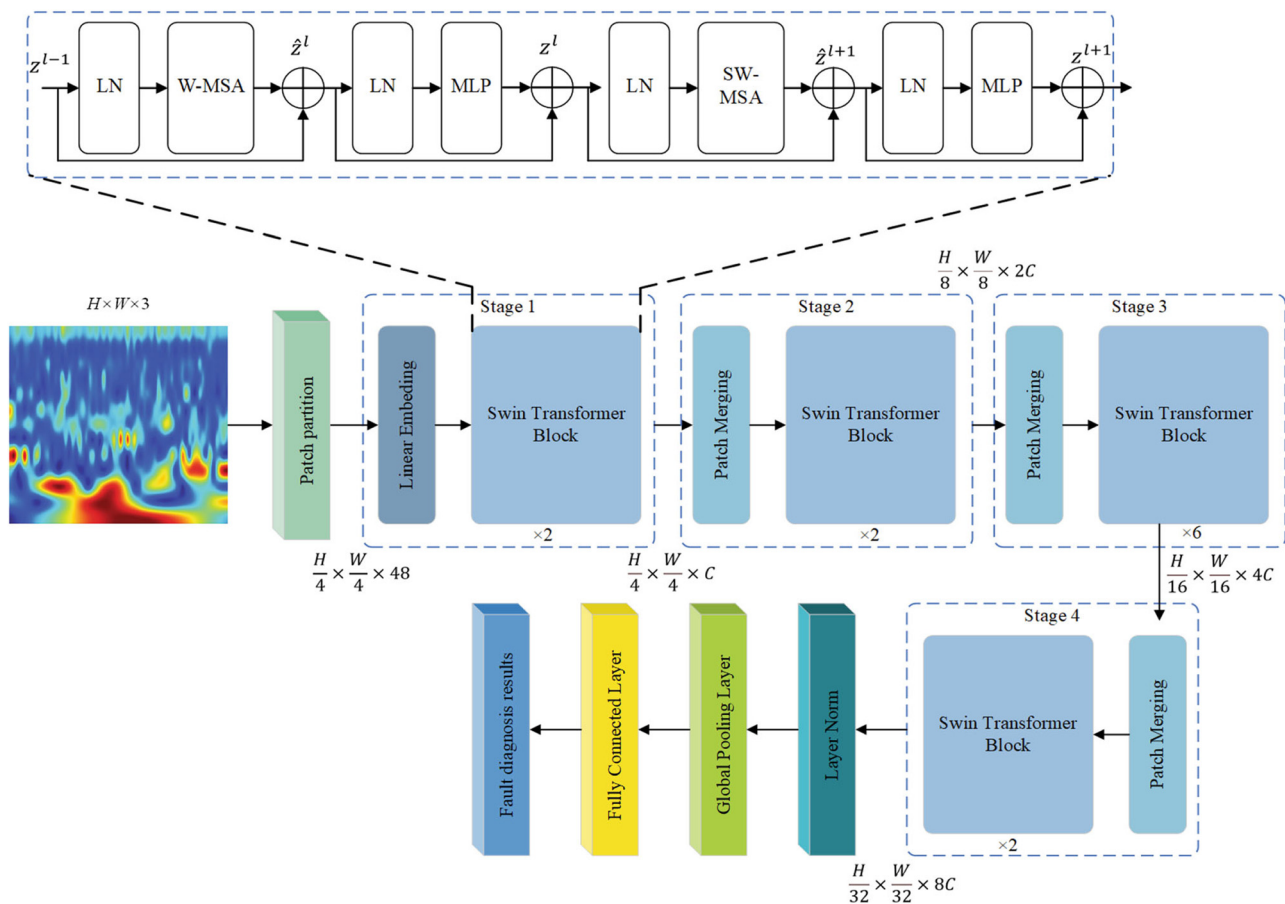 z^{l-1}
LN
W-MSA
ẑ^l
LN
MLP
z^l
LN
SW-
MSA
ẑ^{l+1}
LN
MLP
z^{l+1}
H×W×3
Patch partition
H/4 × W/4 × 48
Stage 1
Linear Embeding
Swin Transformer
Block
×2
H/4 × W/4 × C
Stage 2
Patch Merging
Swin Transformer
Block
×2
H/8 × W/8 × 2C
Stage 3
Patch Merging
Swin Transformer
Block
×6
H/16 × W/16 × 4C
Stage 4
Patch Merging
Swin Transformer
Block
×2
H/32 × W/32 × 8C
Layer Norm
Global Pooling Layer
Fully Connected Layer
Fault diagnosis results